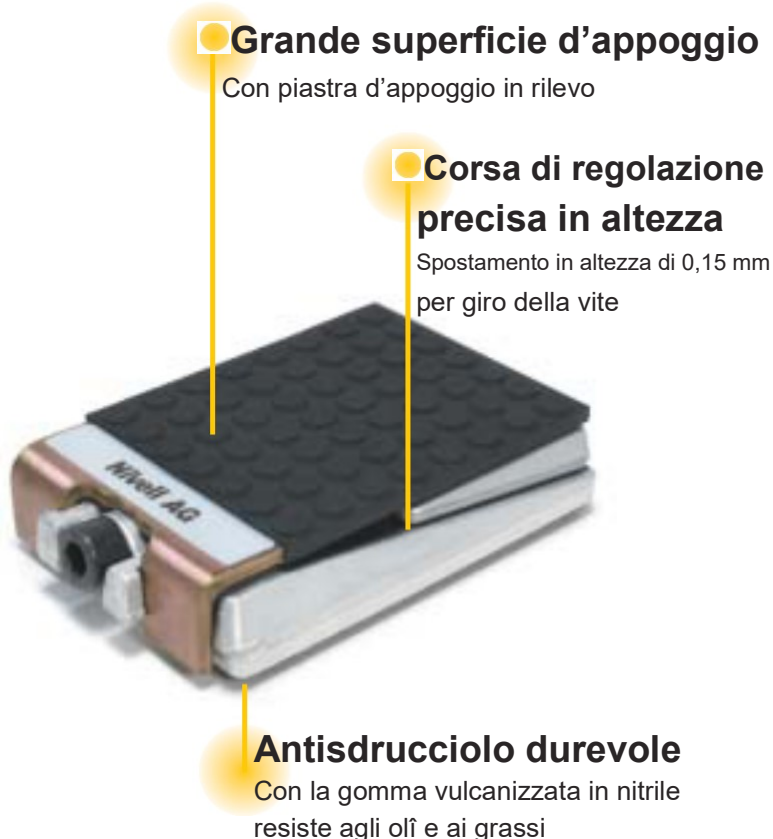 Grande superficie d’appoggio
Con piastra d’appoggio in rilevo
Corsa di regolazione
precisa in altezza
Spostamento in altezza di 0,15 mm
per giro della vite
Nivell AG
Antisdrucciolo durevole
Con la gomma vulcanizzata in nitrile
resiste agli olî e ai grassi